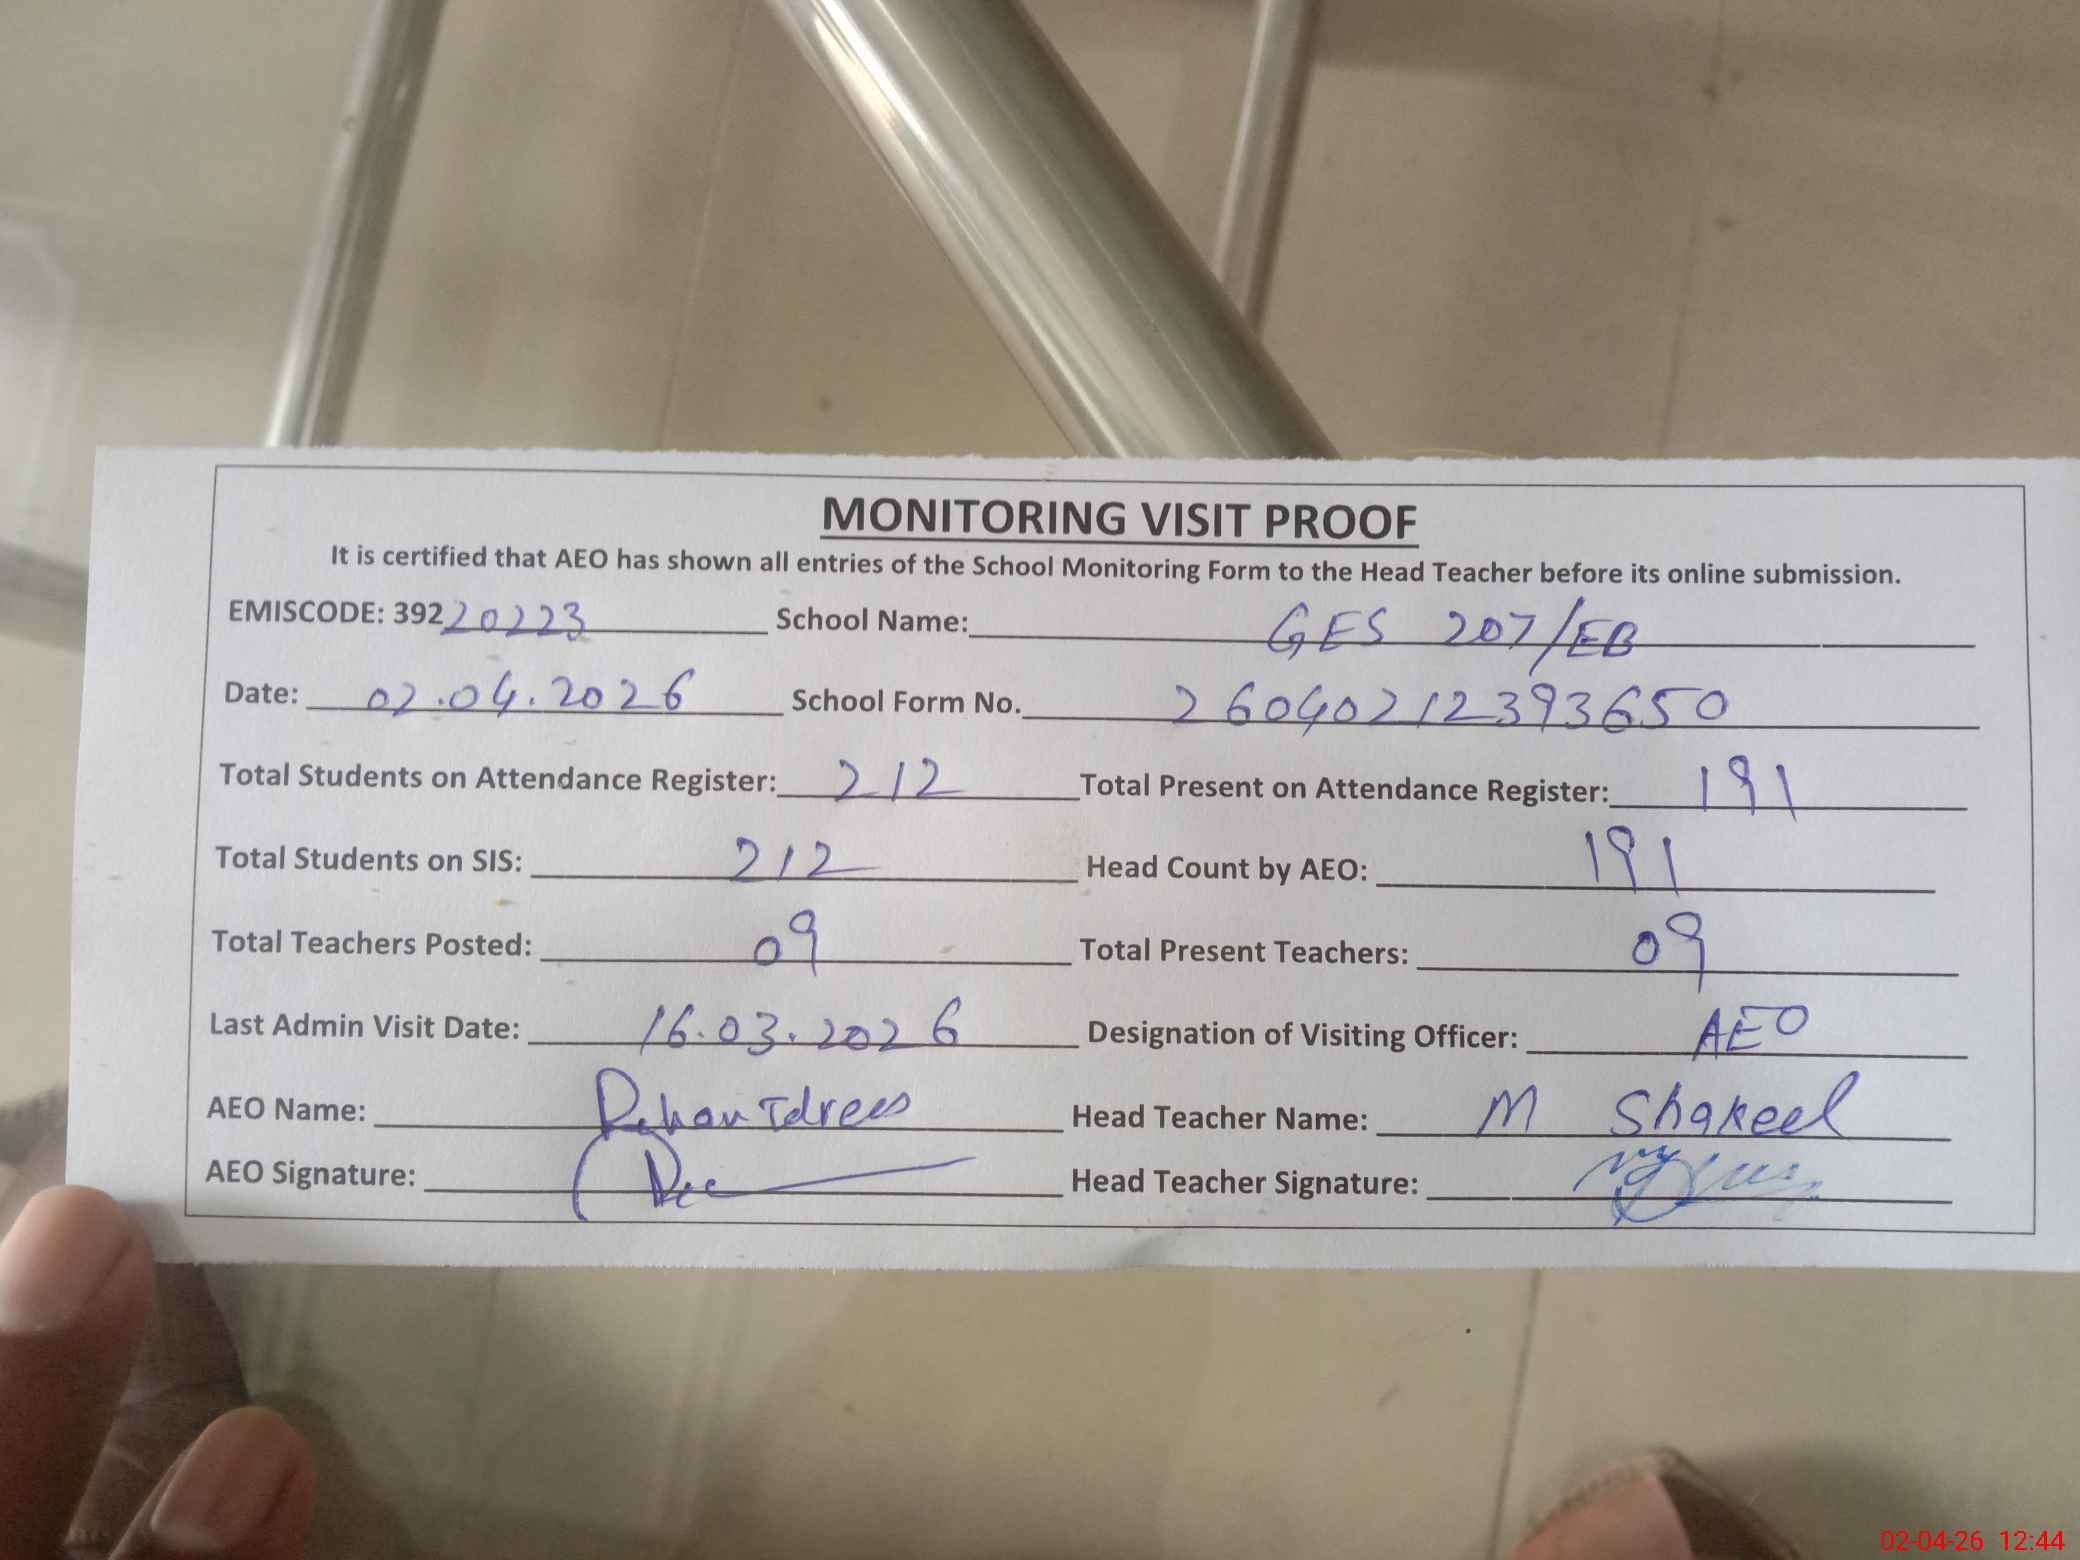 MONITORING VISIT PROOF
It is certified that AEO has shown all entries of the School Monitoring Form to the Head Teacher before its online submission.
EMISCODE: 39220223 School Name: GES 207/EB
Date: 02.04.2026 School Form No. 26040212393650
Total Students on Attendance Register: 212 Total Present on Attendance Register: 191
Total Students on SIS: 212 Head Count by AEO: 191
Total Teachers Posted: 09 Total Present Teachers: 09
Last Admin Visit Date: 16.03.2026 Designation of Visiting Officer: AEO
AEO Name: Rehan Idrees Head Teacher Name: M Shakeel
AEO Signature: Head Teacher Signature:
02-04-26 12:44